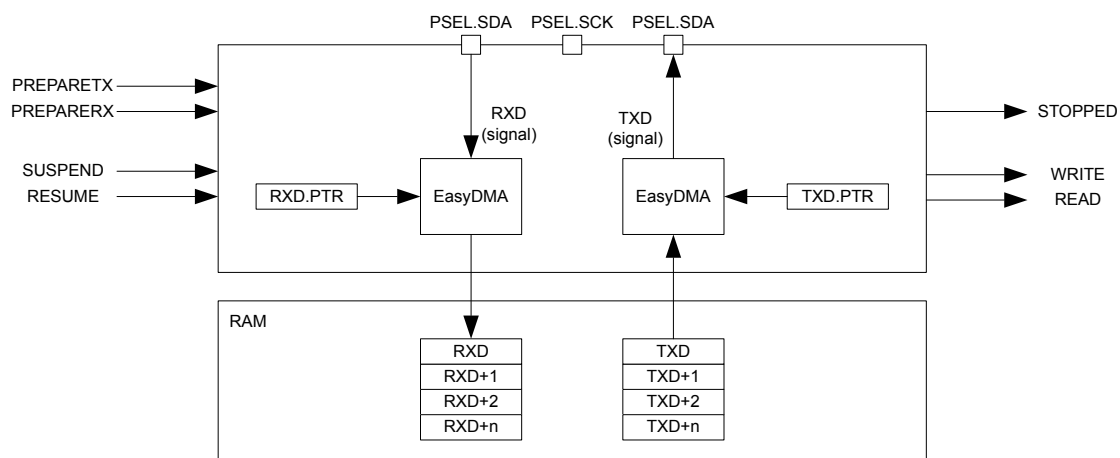 PSEL.SDA PSEL.SCK PSEL.SDA
PREPARETX
PREPARERX
STOPPED
RXD
(signal)
TXD
(signal)
SUSPEND
RESUME
WRITE
READ
RXD.PTR
EasyDMA
EasyDMA
TXD.PTR
RAM
RXD
RXD+1
RXD+2
RXD+n
TXD
TXD+1
TXD+2
TXD+n